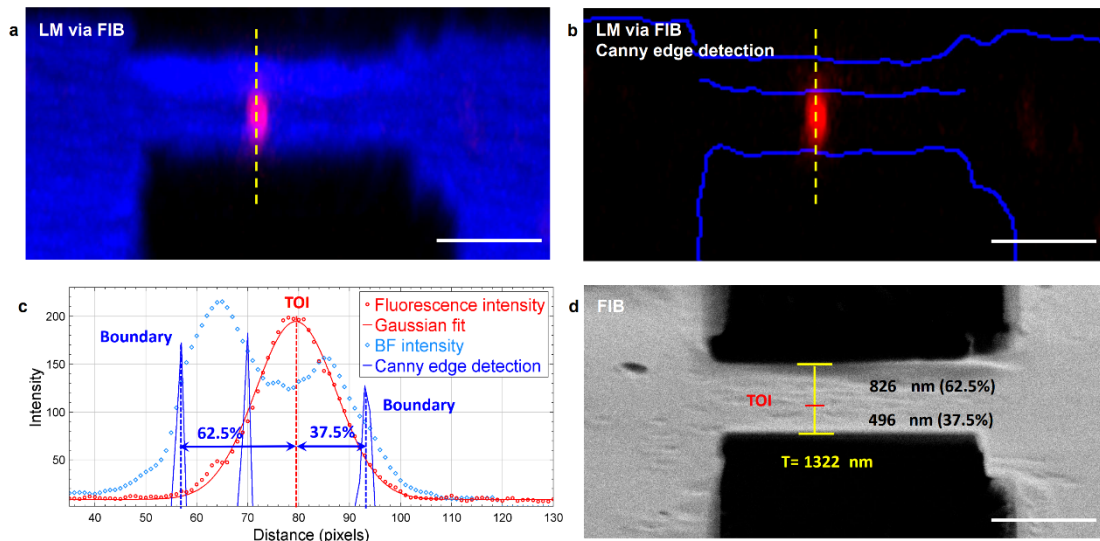 a
LM via FIB
b
LM via FIB
Canny edge detection
c
TOI
Fluorescence intensity
Gaussian fit
BF intensity
Canny edge detection
Boundary
Boundary
62.5%
37.5%
Intensity
200
150
100
50
40
50
60
70
80
90
100
110
120
130
Distance (pixels)
d
FIB
826 nm (62.5%)
TOI
496 nm (37.5%)
T= 1322 nm